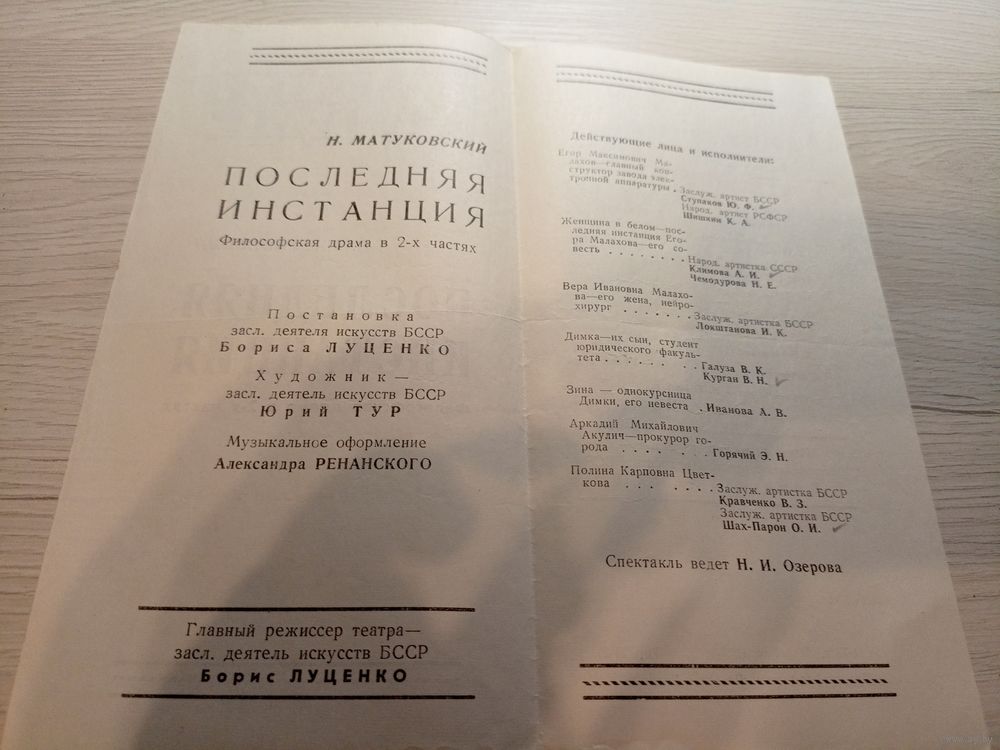 Н. МАТУКОВСКИЙ
ПОСЛЕДНЯЯ
ИНСТАНЦИЯ
Философская драма в 2-х частях
Постановка
засл. деятеля искусств БССР
Бориса ЛУЦЕНКО
Художник —
засл. деятель искусств БССР
Юрий ТУР
Музыкальное оформление
Александра РЕНАНСКОГО
Главный режиссер театра—
засл. деятель искусств БССР
Борис ЛУЦЕНКО
Действующие лица и исполнители:
Егор Максимович Ма-
лахов—главный кон-
структор завода элек-
тронной аппаратуры . Заслуж. артист БССР
Ступаков Ю. Ф.
Народ. артист РСФСР
Шишкин К. А.
Женщина в белом—пос-
ледняя инстанция Его-
ра Малахова—его со-
весть . . . . . . . . Народ. артистка СССР
Климова А. И.
Чемодурова Н. Е.
Вера Ивановна Малахо-
ва—его жена, нейро-
хирург . . . . . . . Заслуж. артистка БССР
Локштанова И. К.
Димка—их сын, студент
юридического факуль-
тета . . . . . . . . Галуза В. К.
Курган В. Н.
Зина — однокурсница
Димки, его невеста . Иванова А. В.
Аркадий Михайлович
Акулич—прокурор го-
рода . . . . . . . . Горячий Э. Н.
Полина Карповна Цвет-
кова . . . . . . . Заслуж. артистка БССР
Кравченко В. З.
Заслуж. артистка БССР
Шах-Парон О. И.
Спектакль ведет Н. И. Озерова